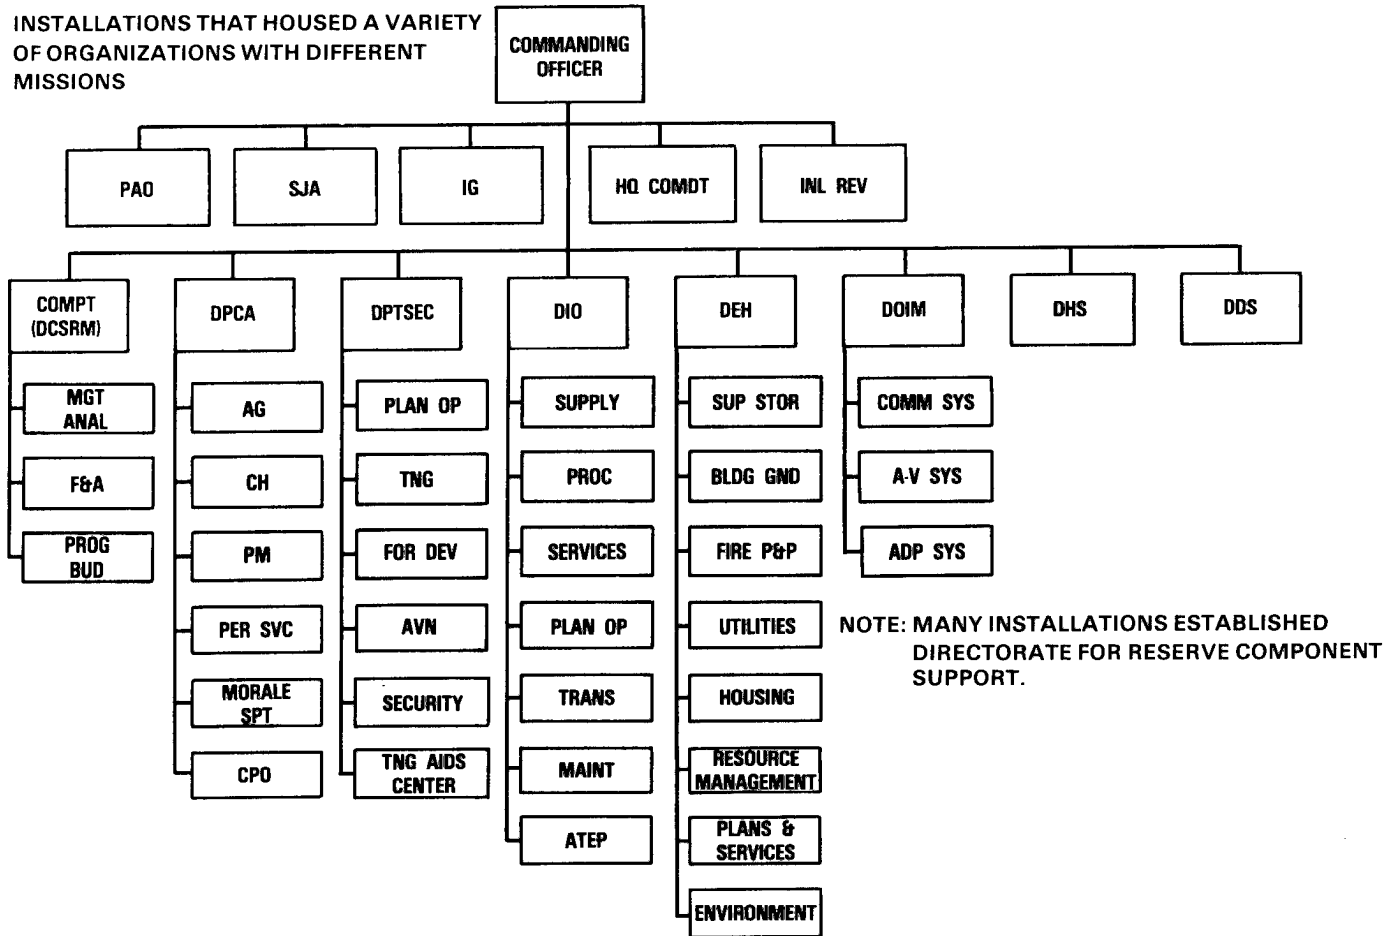 INSTALLATIONS THAT HOUSED A VARIETY
OF ORGANIZATIONS WITH DIFFERENT
MISSIONS
COMMANDING
OFFICER
PAO
SJA
IG
HQ COMDT
INL REV
COMPT
(DCSRM)
DPCA
DPTSEC
DIO
DEH
DOIM
DHS
DDS
MGT
ANAL
F&A
PROG
BUD
AG
CH
PM
PER SVC
MORALE
SPT
CPO
PLAN OP
TNG
FOR DEV
AVN
SECURITY
TNG AIDS
CENTER
SUPPLY
PROC
SERVICES
PLAN OP
TRANS
MAINT
ATEP
SUP STOR
BLDG GND
FIRE P&P
UTILITIES
HOUSING
RESOURCE
MANAGEMENT
PLANS &
SERVICES
ENVIRONMENT
COMM SYS
A-V SYS
ADP SYS
NOTE: MANY INSTALLATIONS ESTABLISHED
DIRECTORATE FOR RESERVE COMPONENT
SUPPORT.